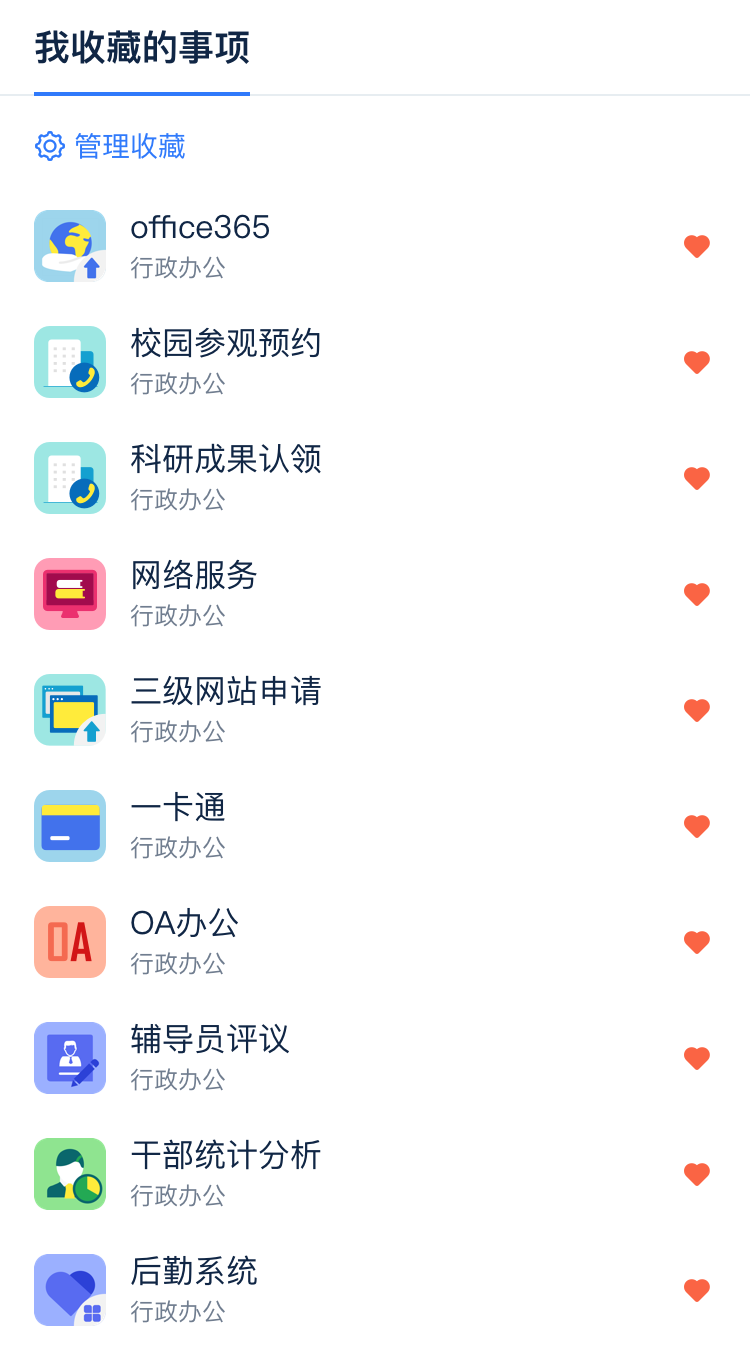 我收藏的事项
管理收藏
office365
行政办公
校园参观预约
行政办公
科研成果认领
行政办公
网络服务
行政办公
三级网站申请
行政办公
一卡通
行政办公
OA
OA办公
行政办公
辅导员评议
行政办公
干部统计分析
行政办公
后勤系统
行政办公